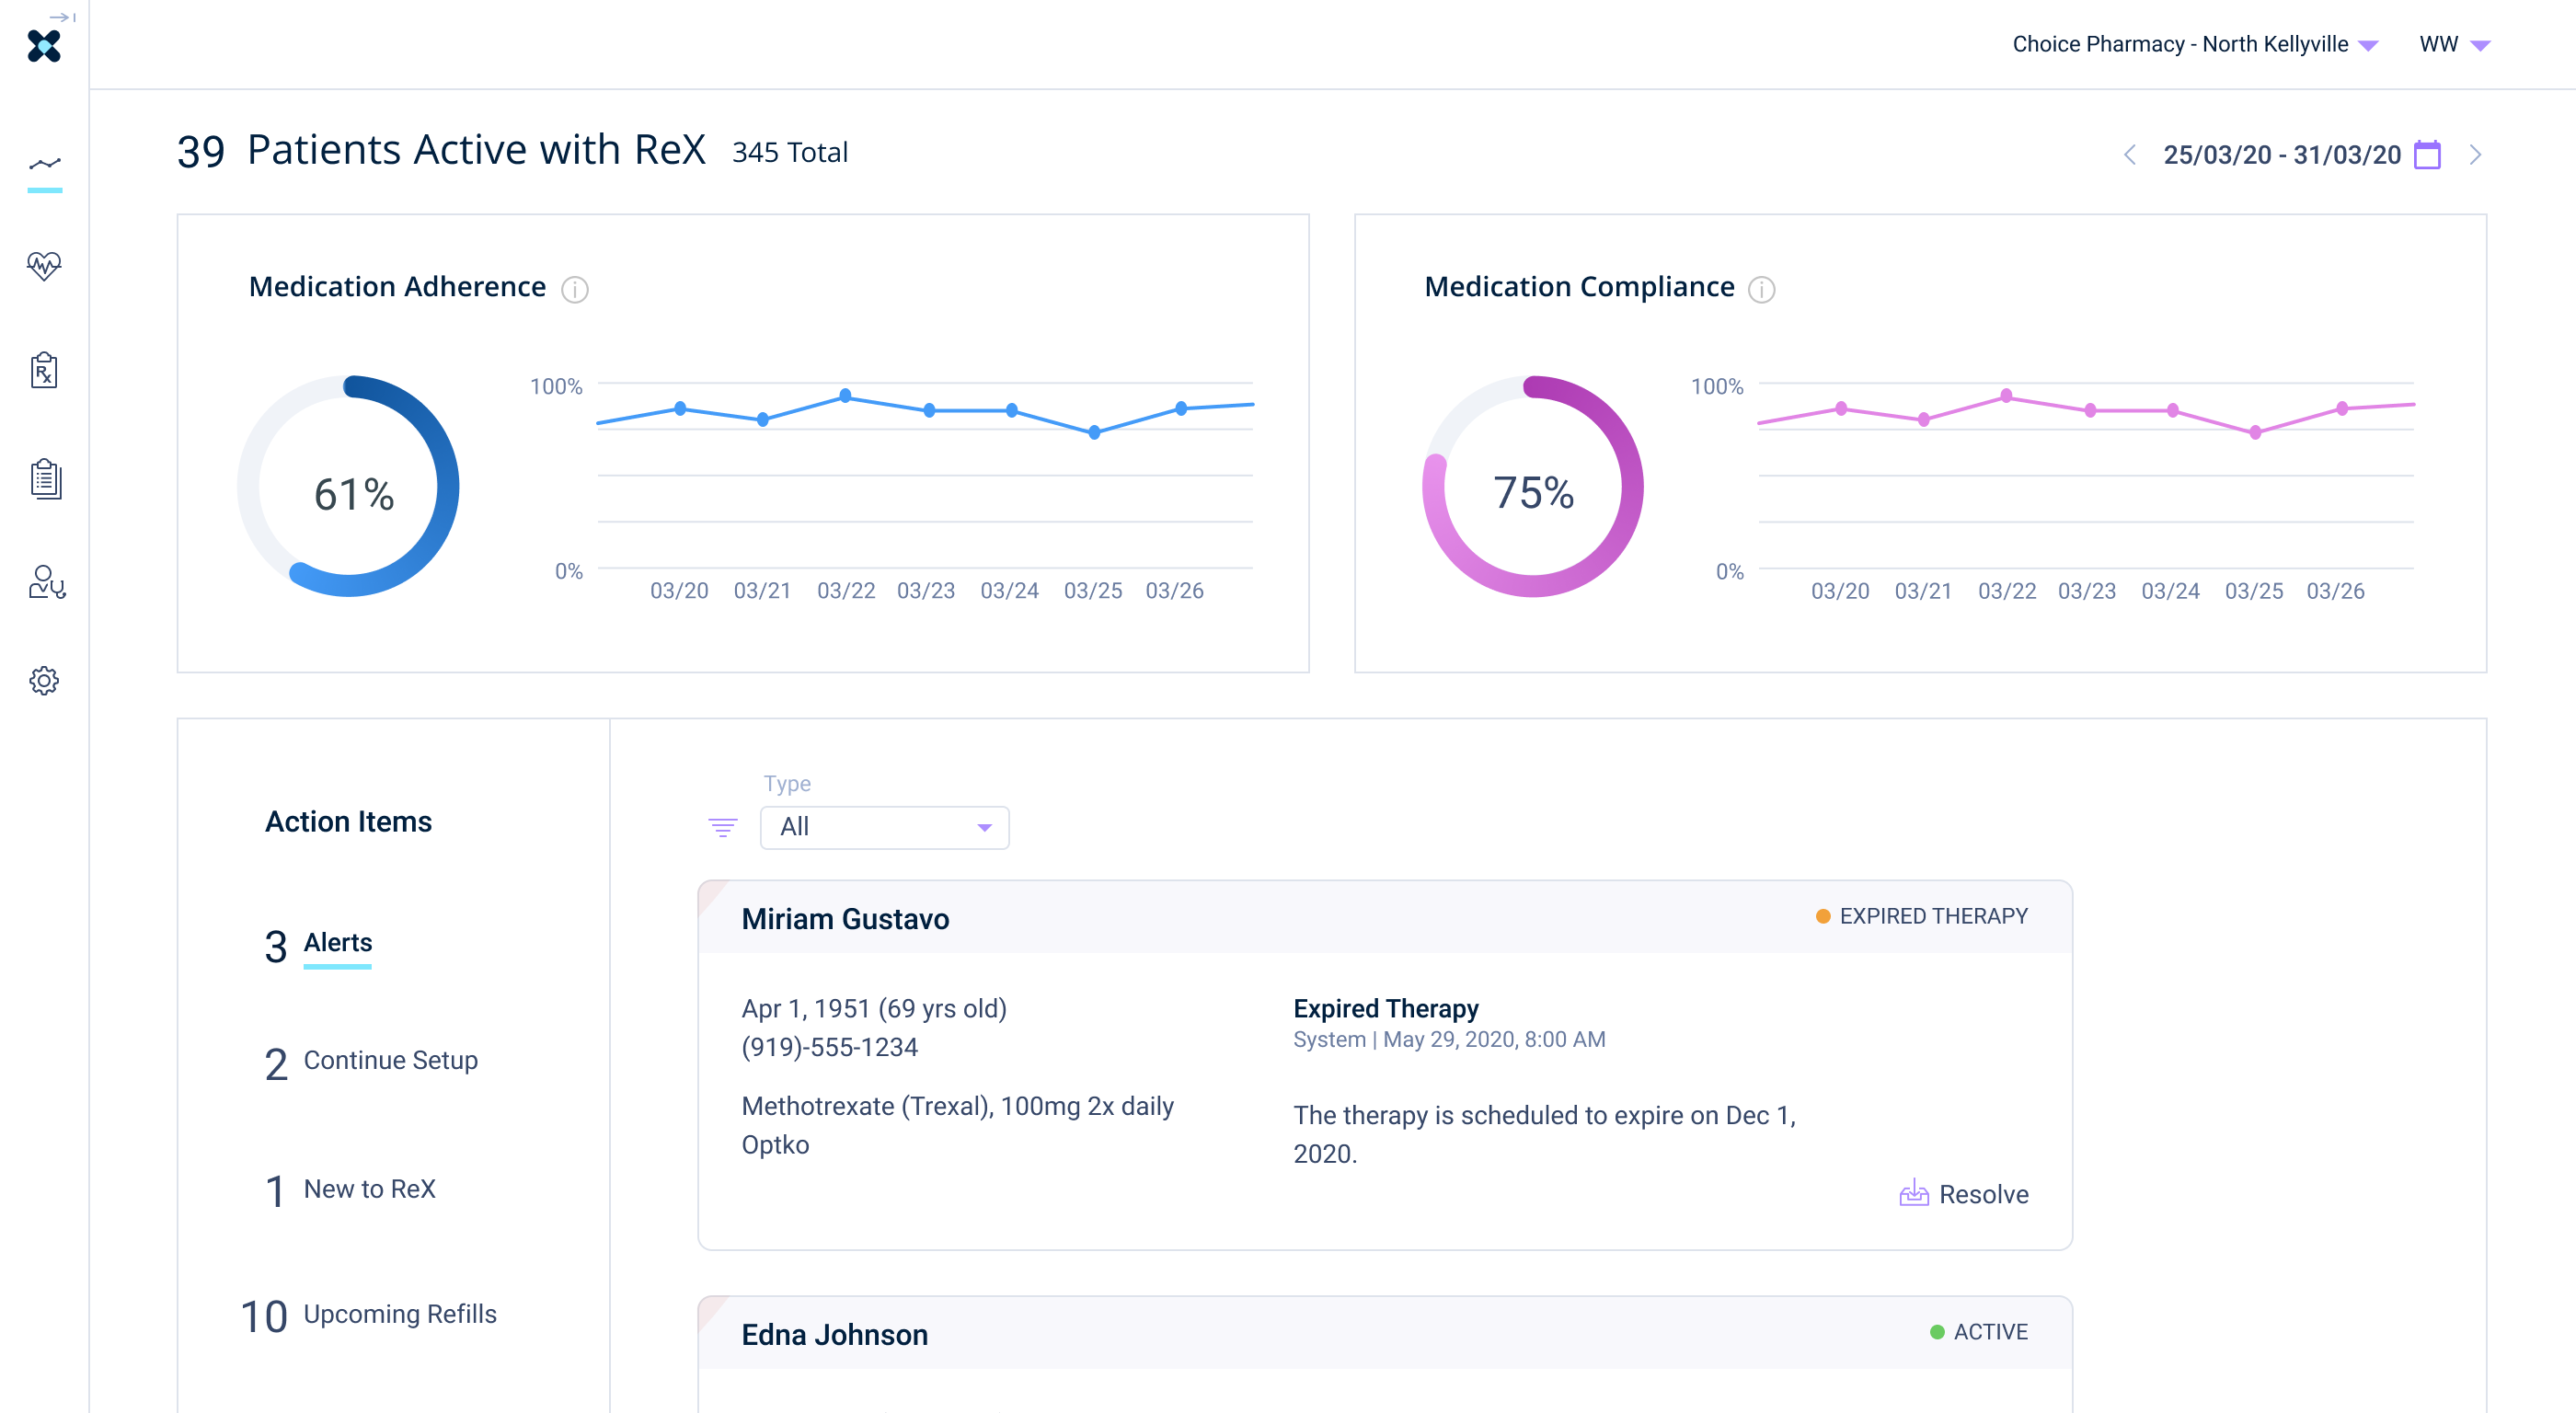 Choice Pharmacy - North Kellyville
WW
39 Patients Active with ReX 345 Total
25/03/20 - 31/03/20
Medication Adherence
61%
100%
0%
03/20 03/21 03/22 03/23 03/24 03/25 03/26
Medication Compliance
75%
100%
0%
03/20 03/21 03/22 03/23 03/24 03/25 03/26
Action Items
3 Alerts
2 Continue Setup
1 New to ReX
10 Upcoming Refills
Type
All
Miriam Gustavo
EXPIRED THERAPY
Apr 1, 1951 (69 yrs old)
(919)-555-1234
Methotrexate (Trexal), 100mg 2x daily
Optko
Expired Therapy
System | May 29, 2020, 8:00 AM
The therapy is scheduled to expire on Dec 1,
2020.
Resolve
Edna Johnson
ACTIVE